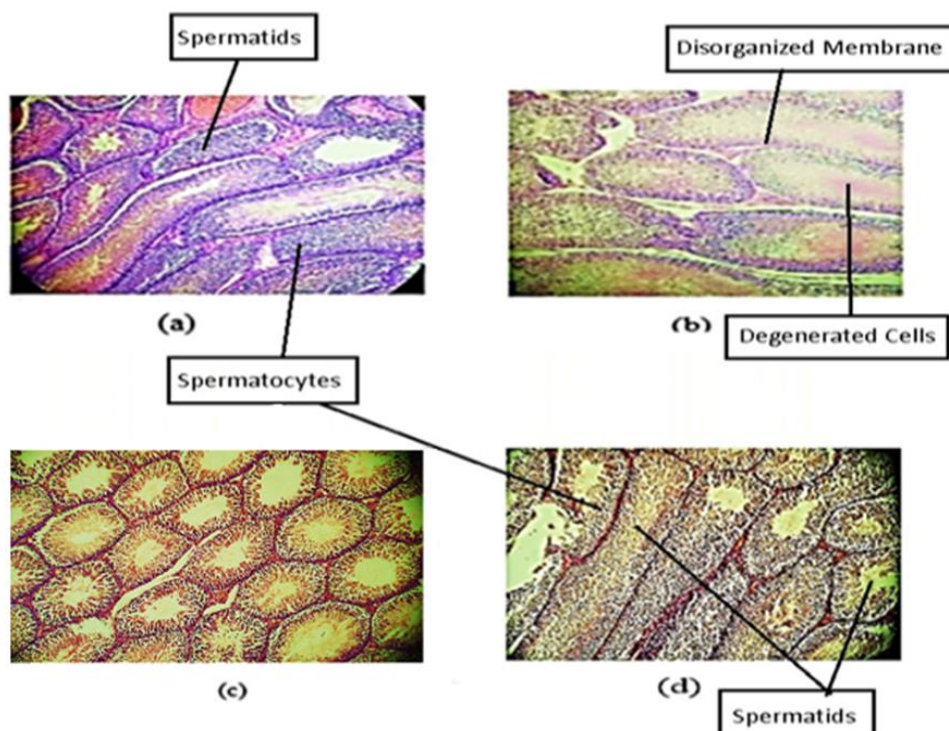 Spermatids
Disorganized Membrane
(a)
(b)
Degenerated Cells
Spermatocytes
(c)
(d)
Spermatids